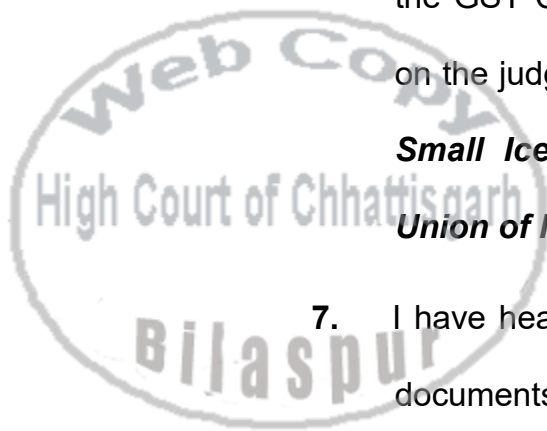 the GST C
on the judg
Small Ice
Union of I
7. I have hea
documents
Web Copy
High Court of Chhattisgarh
Bilaspur